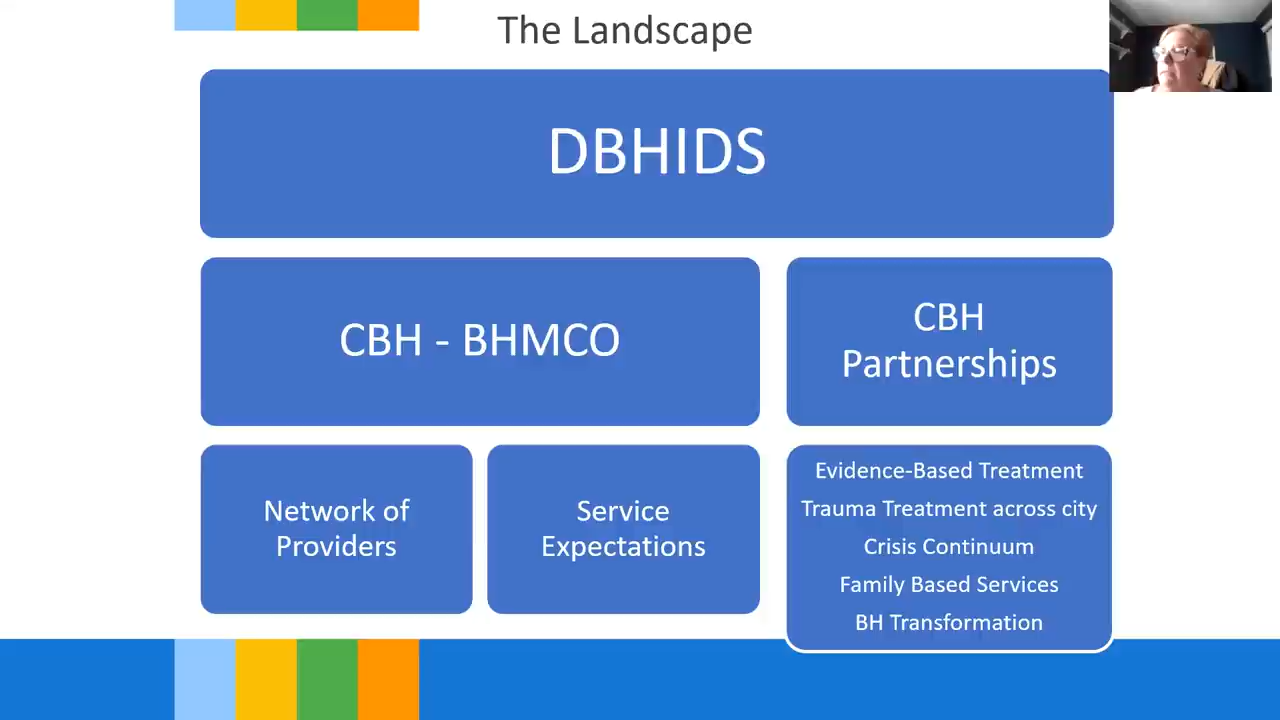 The Landscape
DBHIDS
CBH - BHMCO
CBH
Partnerships
Network of
Providers
Service
Expectations
Evidence-Based Treatment
Trauma Treatment across city
Crisis Continuum
Family Based Services
BH Transformation